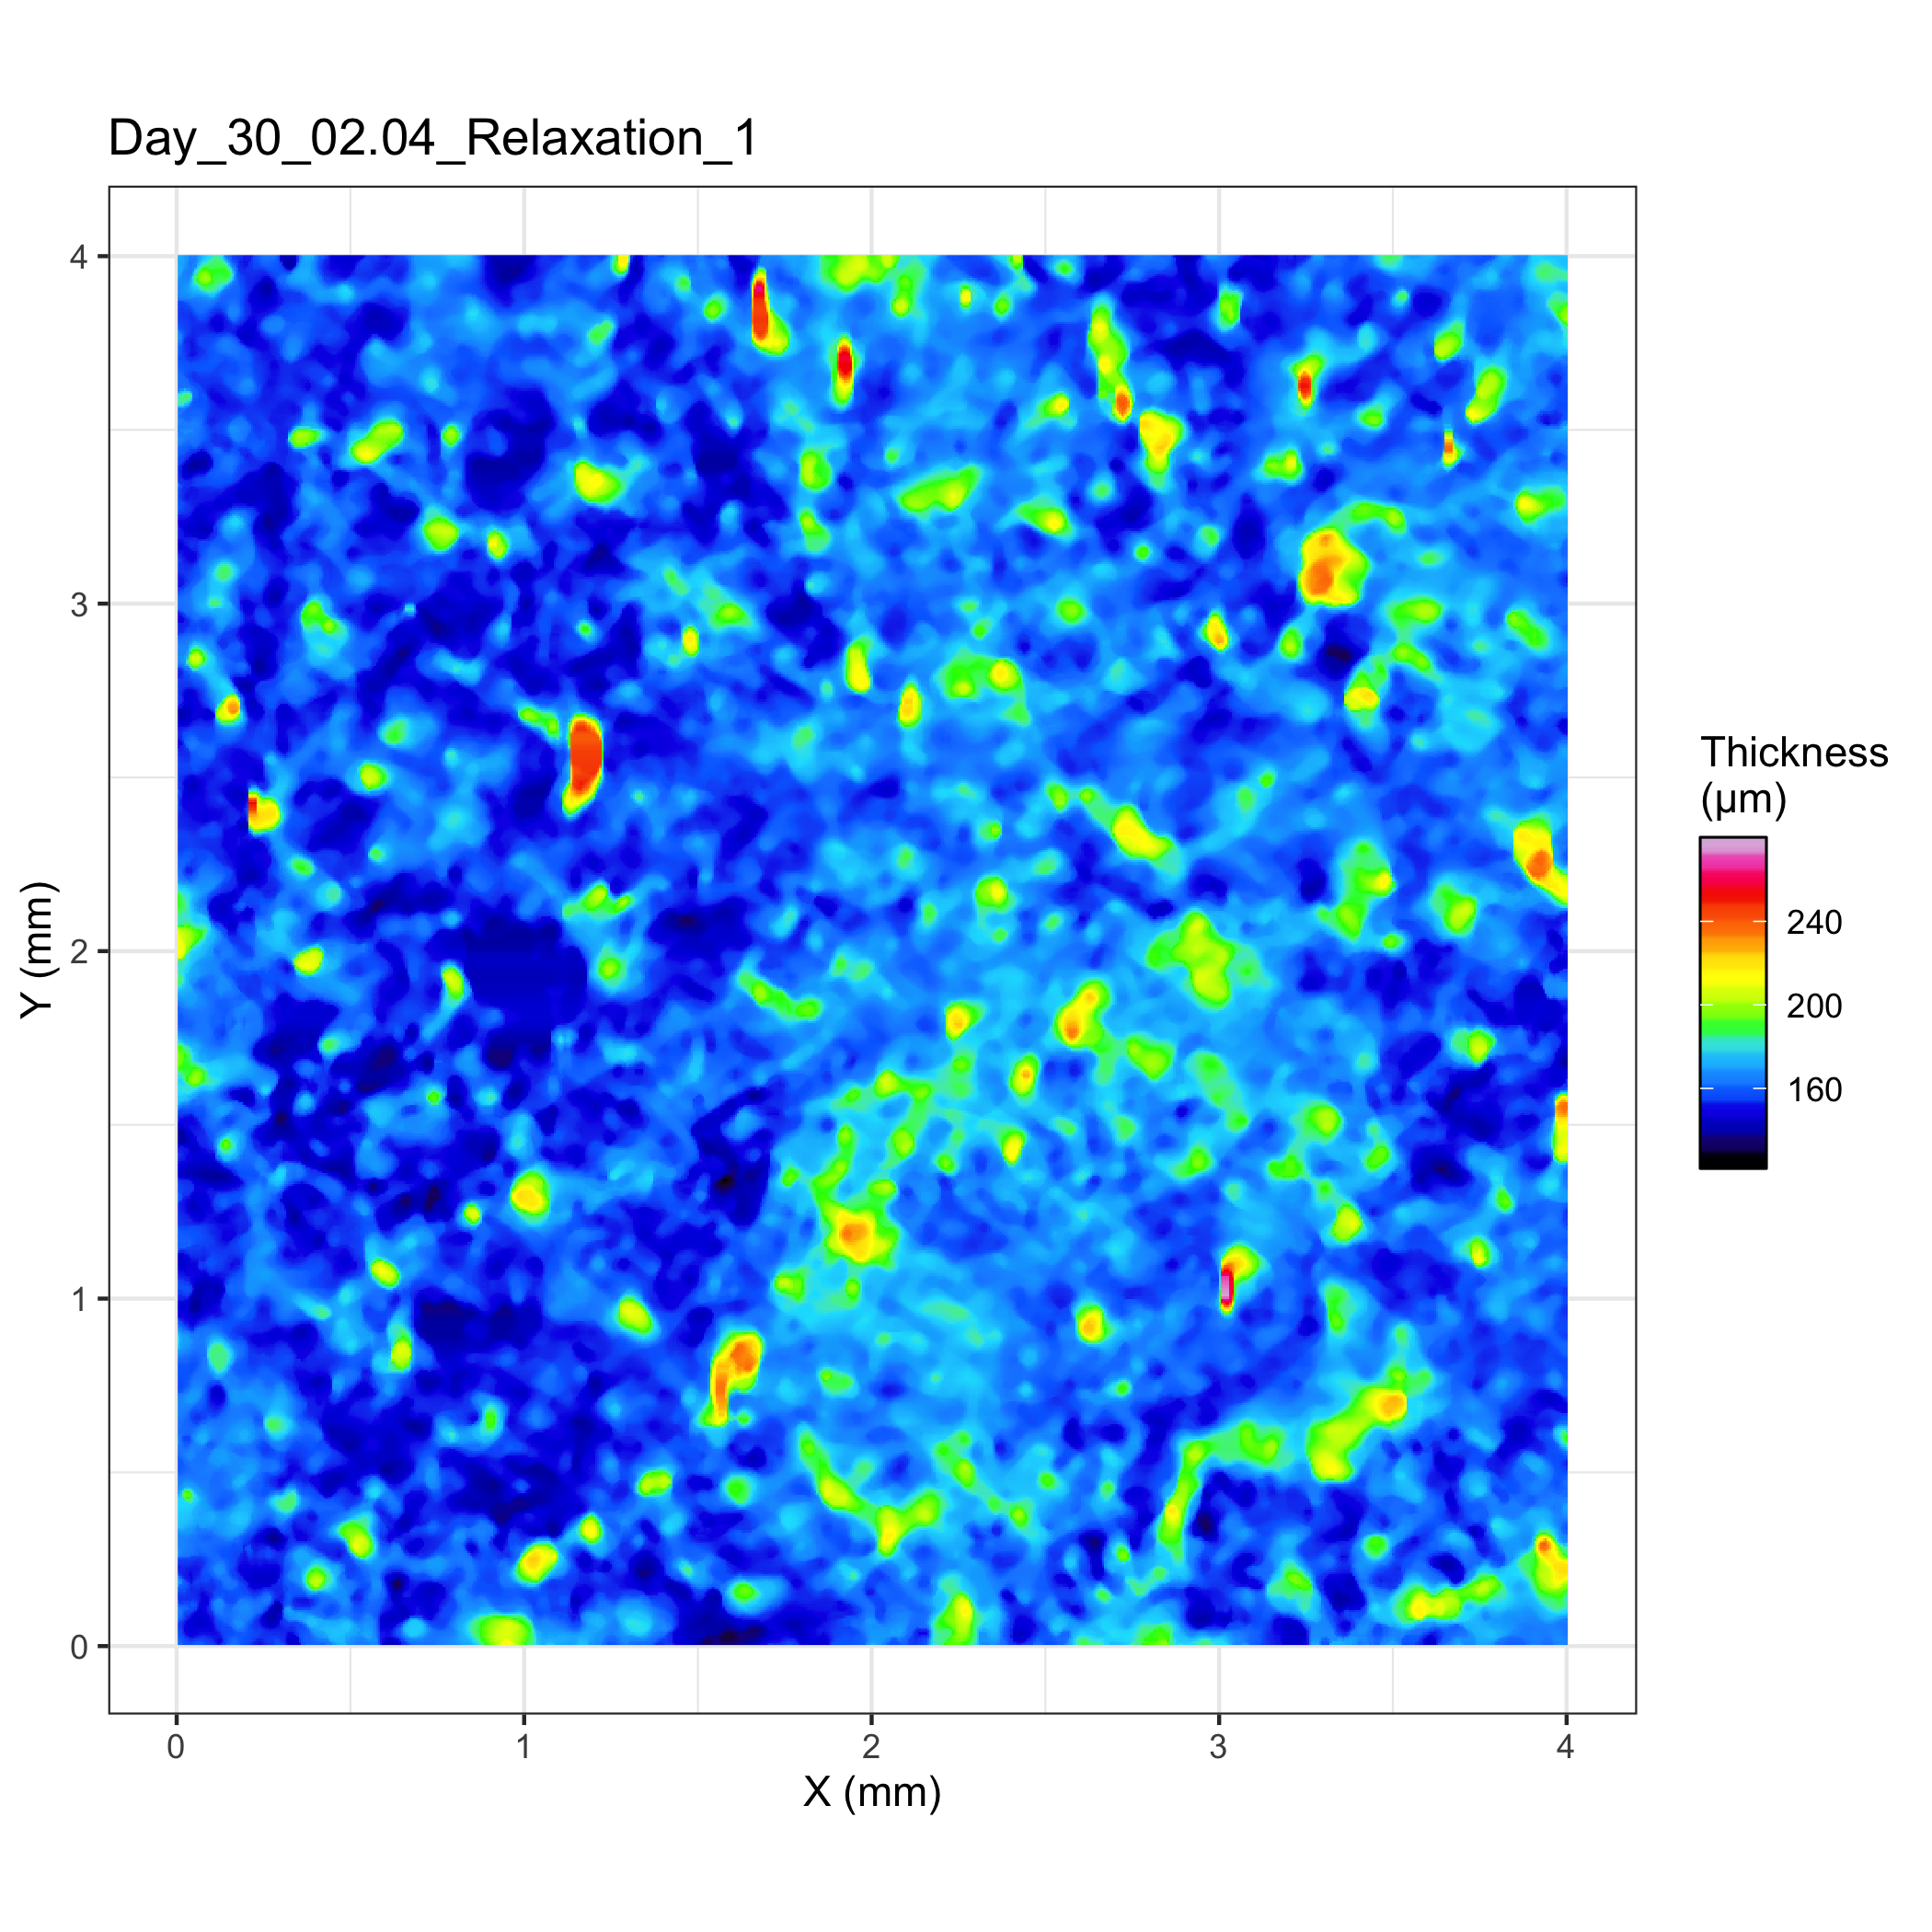 Day_30_02.04_Relaxation_1
4
3
2
1
0
Y (mm)
0 1 2 3 4
X (mm)
Thickness
(µm)
240
200
160